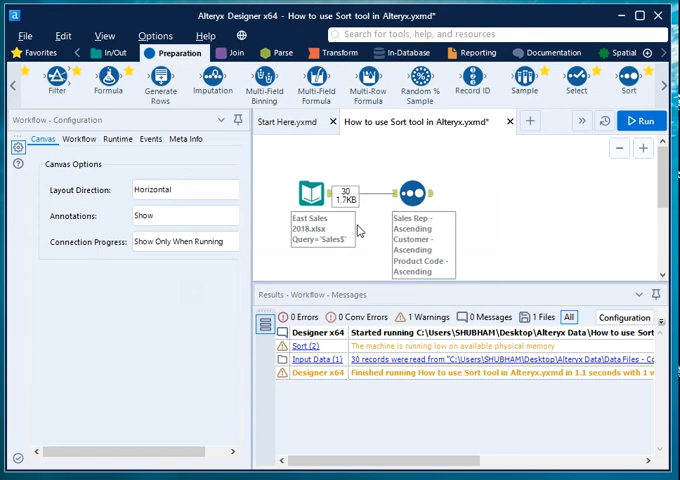 Alteryx Designer x64 - How to use Sort tool in Alteryx.yxmd*
File Edit View Options Help
Search for tools, help, and resources
Favorites In/Out Preparation Join Parse Transform In-Database Reporting Documentation Spatial
Filter Formula Generate Rows Imputation Multi-Field Binning Multi-Field Formula Multi-Row Formula Random % Sample Record ID Sample Select Sort
Workflow - Configuration
Start Here.yxmd How to use Sort tool in Alteryx.yxmd* Run
Canvas Workflow Runtime Events Meta Info
Canvas Options
Layout Direction: Horizontal
Annotations: Show
Connection Progress: Show Only When Running
30
1.7KB
East Sales
2018.xlsx
Query=`Sales$`
Sales Rep -
Ascending
Customer -
Ascending
Product Code -
Ascending
Results - Workflow - Messages
0 Errors 0 Conv Errors 1 Warnings 0 Messages 1 Files All Configuration
Designer x64 Started running C:\Users\SHUBHAM\Desktop\Alteryx Data\How to use Sort
Sort (2) The machine is running low on available physical memory
Input Data (1) 30 records were read from "C:\Users\SHUBHAM\Desktop\Alteryx Data\Data Files - Co
Designer x64 Finished running How to use Sort tool in Alteryx.yxmd in 1.1 seconds with 1 w